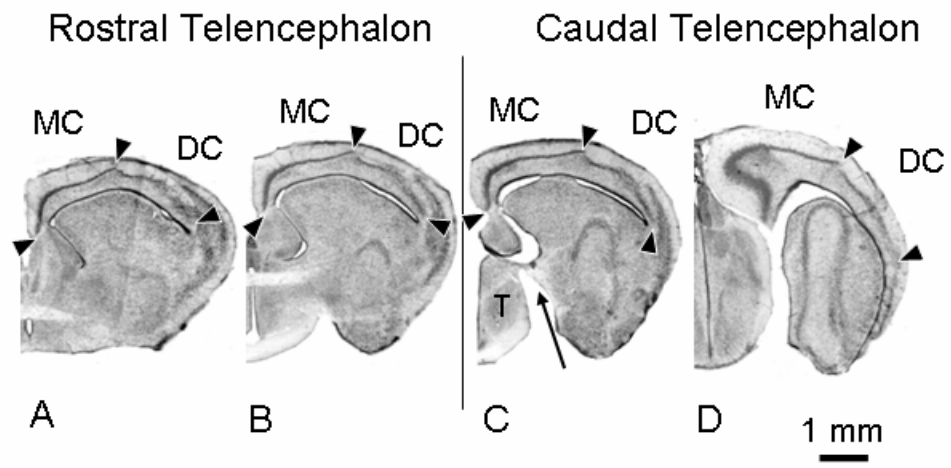 Rostral Telencephalon
Caudal Telencephalon
MC
DC
MC
DC
MC
DC
MC
DC
T
A
B
C
D
1 mm